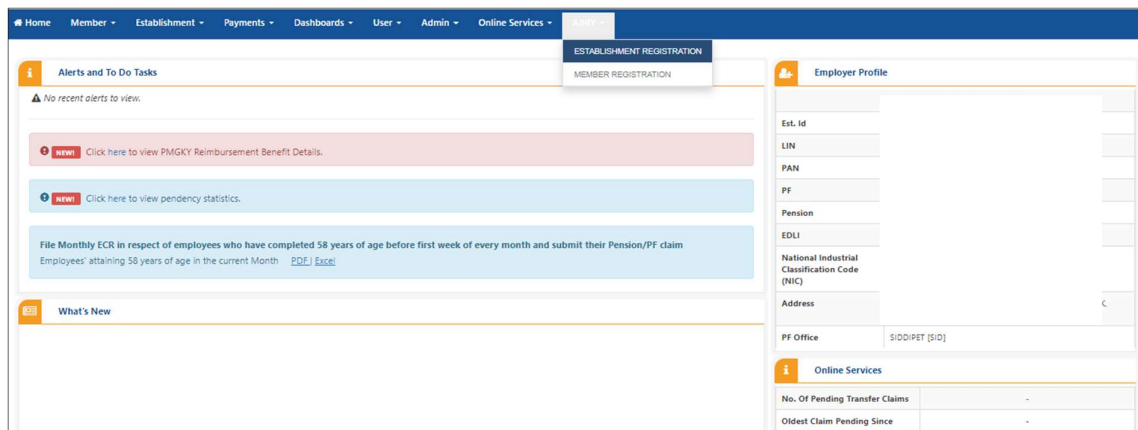 Home Member Establishment Payments Dashboards User Admin Online Services
ESTABLISHMENT REGISTRATION
MEMBER REGISTRATION
Alerts and To Do Tasks
No recent alerts to view.
NEW! Click here to view PMGKY Reimbursement Benefit Details.
NEW! Click here to view pendency statistics.
File Monthly ECR in respect of employees who have completed 58 years of age before first week of every month and submit their Pension/PF claim
Employees' attaining 58 years of age in the current Month PDF | Excel
What's New
Employer Profile
Est. Id
LIN
PAN
PF
Pension
EDLI
National Industrial
Classification Code
(NIC)
Address
PF Office SIDDIPET [SID]
Online Services
No. Of Pending Transfer Claims -
Oldest Claim Pending Since -